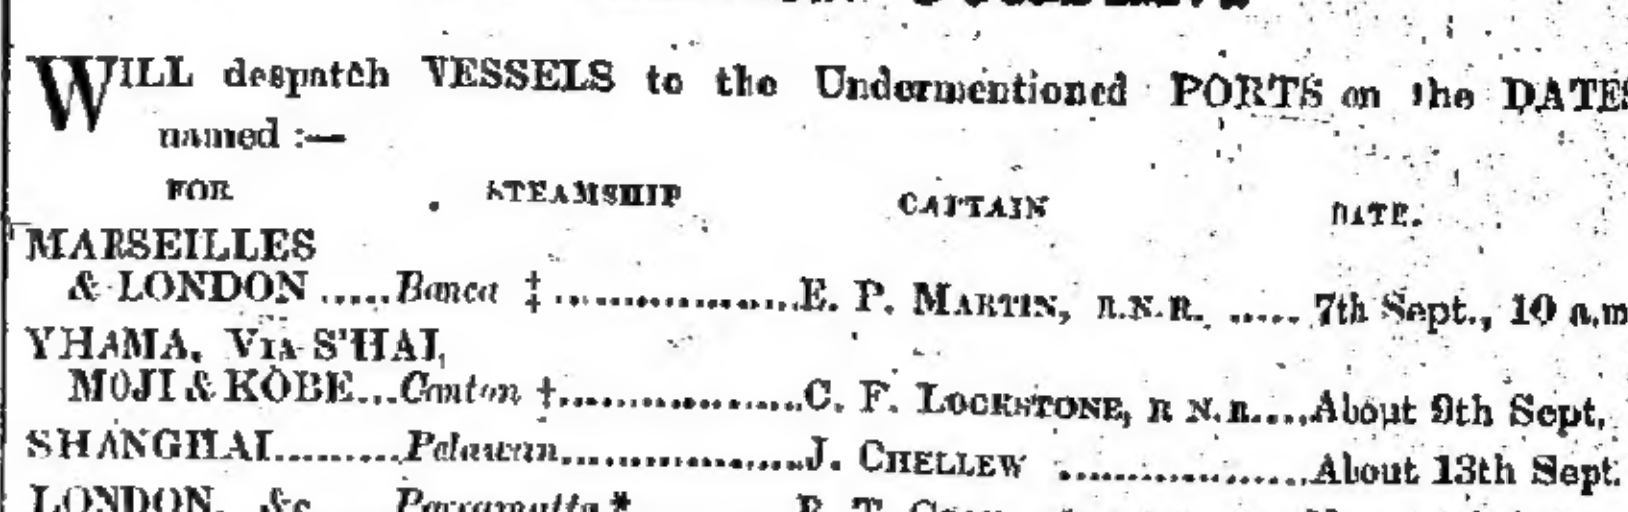 WILL despatch VESSELS to the Undermentioned PORTS on the DATES
named :—
FOR STEAMSHIP CAPTAIN DATE.
MARSEILLES
& LONDON ..... Banca ‡ ................. E. P. MARTIN, R.N.R. ..... 7th Sept., 10 a.m
YHAMA, VIA S'HAI,
MOJI & KOBE... Canton ‡ ................. C. F. LOCKSTONE, R.N.R. .... About 9th Sept.
SHANGHAI ......... Palawan ................. J. CHELLEW ................. About 13th Sept.
LONDON, &c Parramatta *